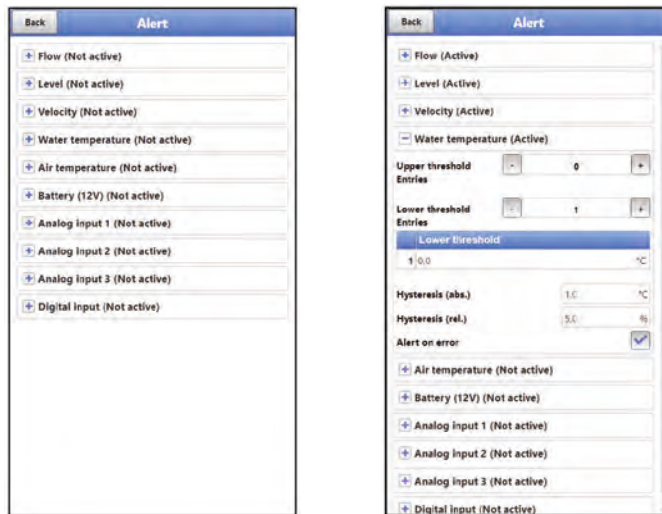 Back Alert
+ Flow (Not active)
+ Level (Not active)
+ Velocity (Not active)
+ Water temperature (Not active)
+ Air temperature (Not active)
+ Battery (12V) (Not active)
+ Analog input 1 (Not active)
+ Analog input 2 (Not active)
+ Analog input 3 (Not active)
+ Digital input (Not active)
Back Alert
+ Flow (Active)
+ Level (Active)
+ Velocity (Active)
− Water temperature (Active)
Upper threshold - 0 +
Entries
Lower threshold - 1 +
Entries
Lower threshold
1 0.0 °C
Hysteresis (abs.) 1.0 °C
Hysteresis (rel.) 5.0 %
Alert on error
+ Air temperature (Not active)
+ Battery (12V) (Not active)
+ Analog input 1 (Not active)
+ Analog input 2 (Not active)
+ Analog input 3 (Not active)
+ Digital input (Not active)